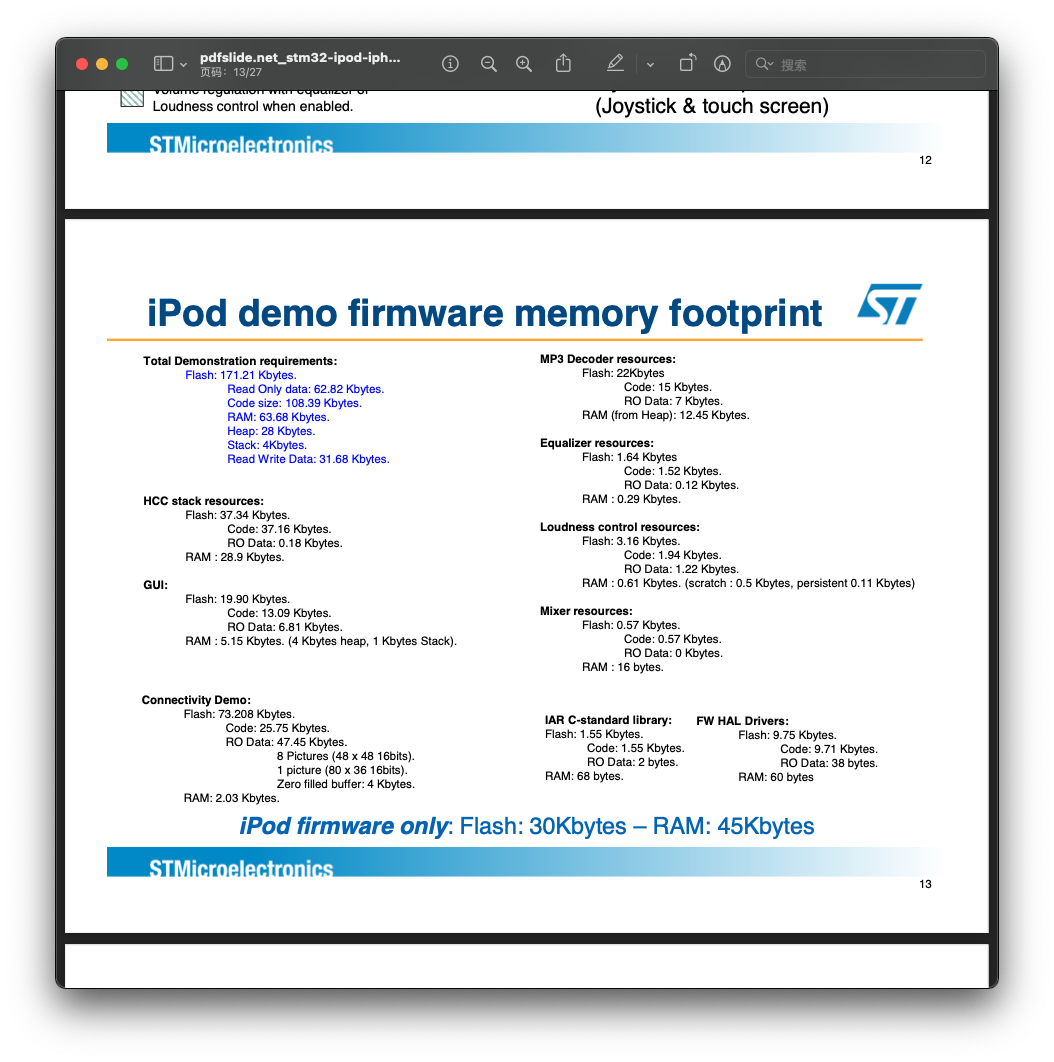 pdfslide.net_stm32-ipod-iph...
页码：13/27
搜索
Volume regulation with equalizer or
Loudness control when enabled.
(Joystick & touch screen)
STMicroelectronics
12
iPod demo firmware memory footprint
ST
Total Demonstration requirements:
Flash: 171.21 Kbytes.
Read Only data: 62.82 Kbytes.
Code size: 108.39 Kbytes.
RAM: 63.68 Kbytes.
Heap: 28 Kbytes.
Stack: 4Kbytes.
Read Write Data: 31.68 Kbytes.
HCC stack resources:
Flash: 37.34 Kbytes.
Code: 37.16 Kbytes.
RO Data: 0.18 Kbytes.
RAM : 28.9 Kbytes.
GUI:
Flash: 19.90 Kbytes.
Code: 13.09 Kbytes.
RO Data: 6.81 Kbytes.
RAM : 5.15 Kbytes. (4 Kbytes heap, 1 Kbytes Stack).
Connectivity Demo:
Flash: 73.208 Kbytes.
Code: 25.75 Kbytes.
RO Data: 47.45 Kbytes.
8 Pictures (48 x 48 16bits).
1 picture (80 x 36 16bits).
Zero filled buffer: 4 Kbytes.
RAM: 2.03 Kbytes.
MP3 Decoder resources:
Flash: 22Kbytes
Code: 15 Kbytes.
RO Data: 7 Kbytes.
RAM (from Heap): 12.45 Kbytes.
Equalizer resources:
Flash: 1.64 Kbytes
Code: 1.52 Kbytes.
RO Data: 0.12 Kbytes.
RAM : 0.29 Kbytes.
Loudness control resources:
Flash: 3.16 Kbytes.
Code: 1.94 Kbytes.
RO Data: 1.22 Kbytes.
RAM : 0.61 Kbytes. (scratch : 0.5 Kbytes, persistent 0.11 Kbytes)
Mixer resources:
Flash: 0.57 Kbytes.
Code: 0.57 Kbytes.
RO Data: 0 Kbytes.
RAM : 16 bytes.
IAR C-standard library:
Flash: 1.55 Kbytes.
Code: 1.55 Kbytes.
RO Data: 2 bytes.
RAM: 68 bytes.
FW HAL Drivers:
Flash: 9.75 Kbytes.
Code: 9.71 Kbytes.
RO Data: 38 bytes.
RAM: 60 bytes
iPod firmware only: Flash: 30Kbytes – RAM: 45Kbytes
STMicroelectronics
13